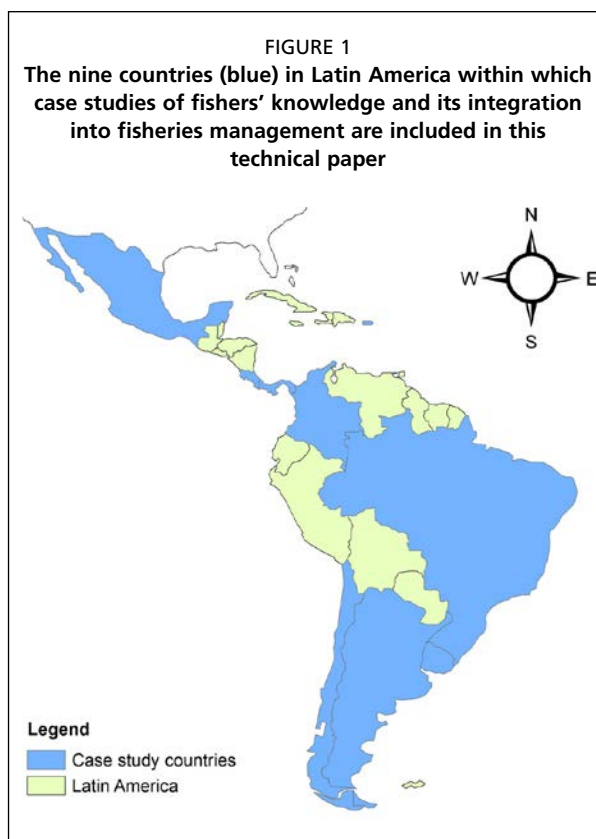 FIGURE 1
The nine countries (blue) in Latin America within which
case studies of fishers’ knowledge and its integration
into fisheries management are included in this
technical paper
N
W E
S
Legend
Case study countries
Latin America